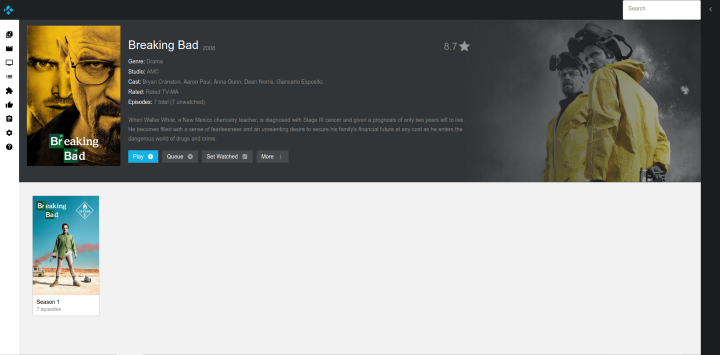 Search
Breaking Bad 2008
8.7
Genre: Drama
Studio: AMC
Cast: Bryan Cranston, Aaron Paul, Anna Gunn, Dean Norris, Giancarlo Esposito,
Rated: Rated TV-MA
Episodes: 7 total (7 unwatched)
When Walter White, a New Mexico chemistry teacher, is diagnosed with Stage III cancer and given a prognosis of only two years left to live.
He becomes filled with a sense of fearlessness and an unrelenting desire to secure his family's financial future at any cost as he enters the
dangerous world of drugs and crime.
Play
Queue
Set Watched
More
Breaking
Bad
Breaking
Bad
Season 1
7 episodes